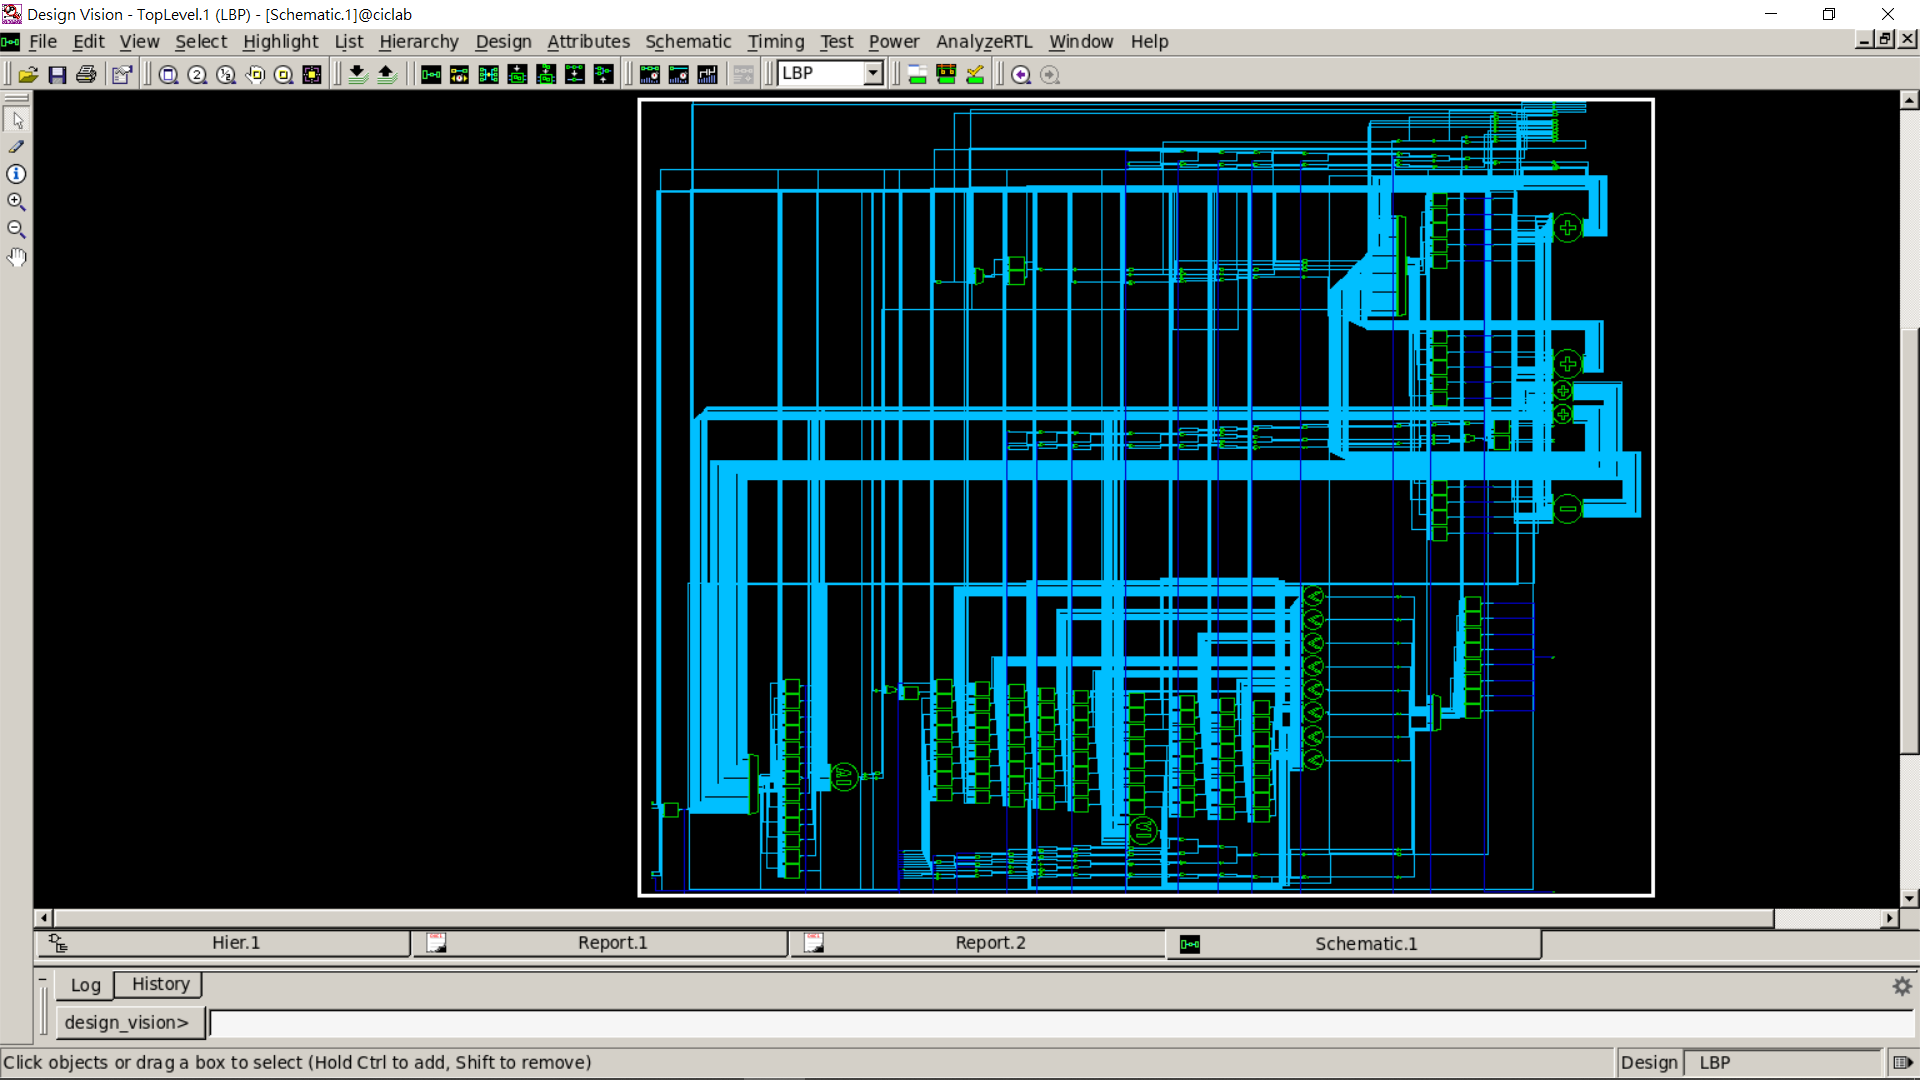 Design Vision - TopLevel.1 (LBP) - [Schematic.1]@ciclab
File Edit View Select Highlight List Hierarchy Design Attributes Schematic Timing Test Power AnalyzeRTL Window Help
LBP
Hier.1 Report.1 Report.2 Schematic.1
Log History
design_vision>
Click objects or drag a box to select (Hold Ctrl to add, Shift to remove) Design LBP